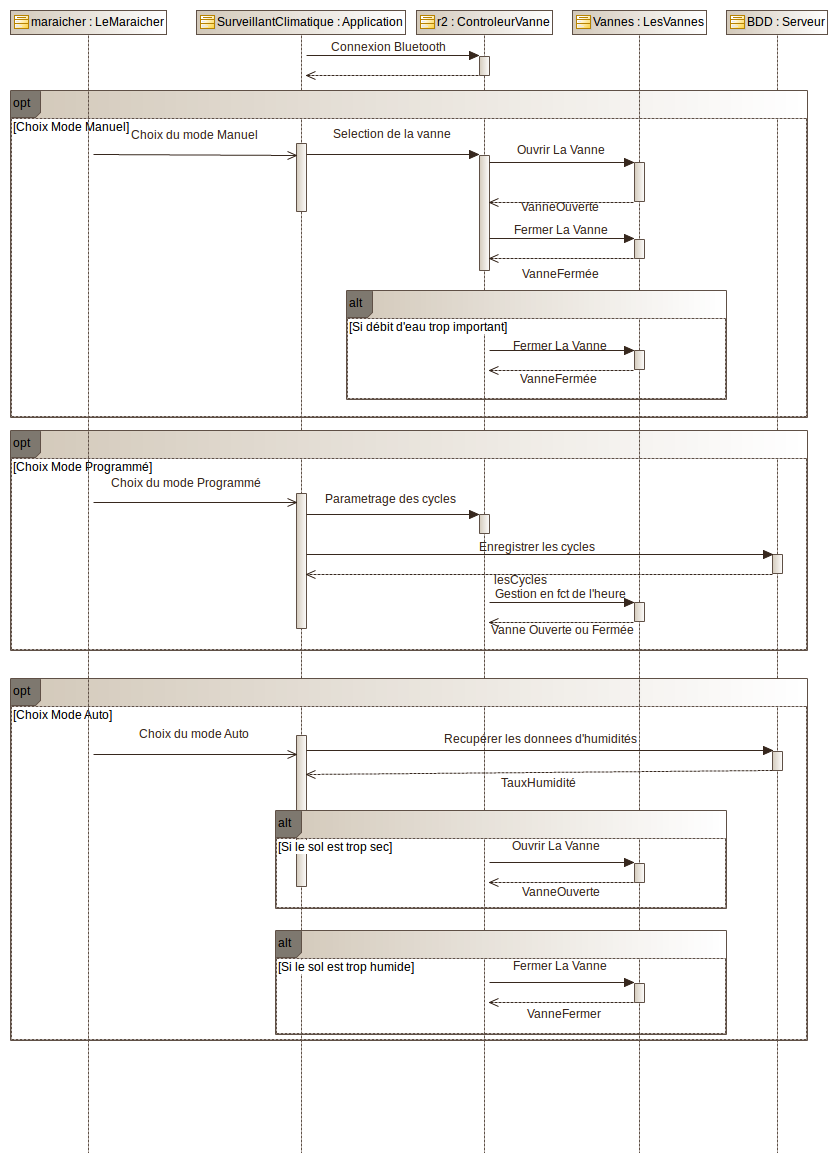 maraicher : LeMaraicher
SurveillantClimatique : Application
r2 : ControleurVanne
Vannes : LesVannes
BDD : Serveur
Connexion Bluetooth
opt
[Choix Mode Manuel]
Choix du mode Manuel
Selection de la vanne
Ouvrir La Vanne
VanneOuverte
Fermer La Vanne
VanneFermée
alt
[Si débit d'eau trop important]
Fermer La Vanne
VanneFermée
opt
[Choix Mode Programmé]
Choix du mode Programmé
Parametrage des cycles
Enregistrer les cycles
lesCycles
Gestion en fct de l'heure
Vanne Ouverte ou Fermée
opt
[Choix Mode Auto]
Choix du mode Auto
Recupérer les donnees d'humidités
TauxHumidité
alt
[Si le sol est trop sec]
Ouvrir La Vanne
VanneOuverte
alt
[Si le sol est trop humide]
Fermer La Vanne
VanneFermer